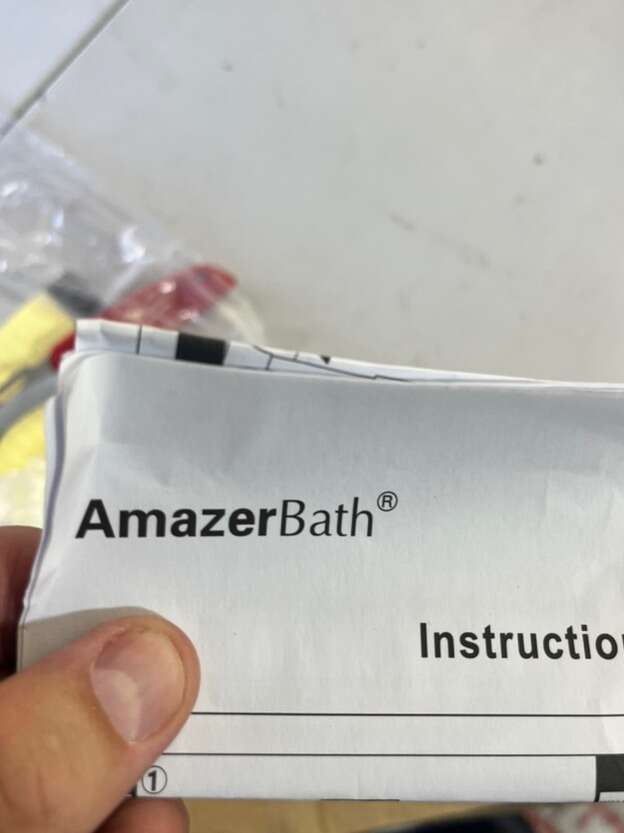 AmazerBath®
Instructio
①